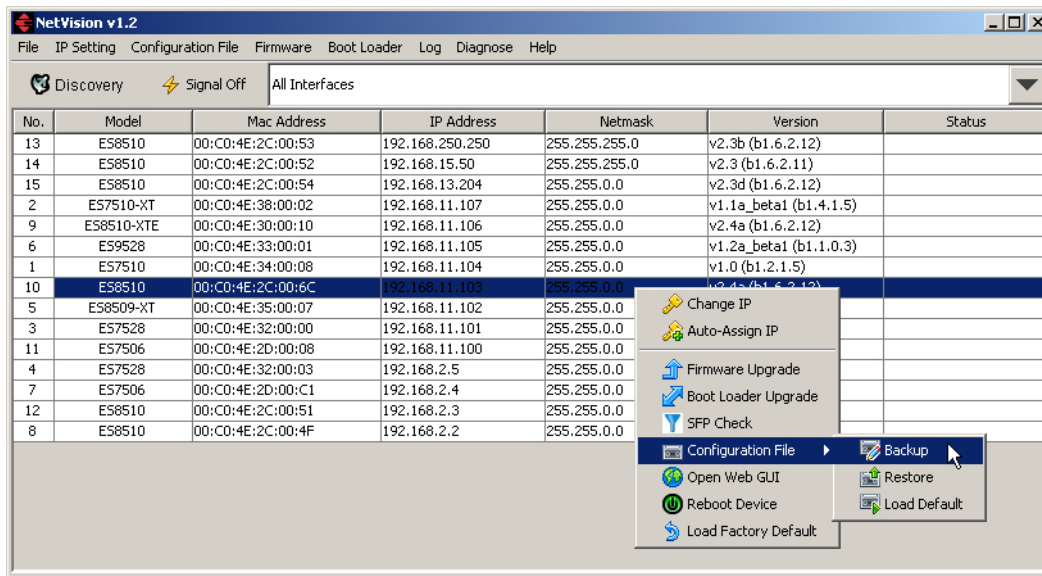 NetVision v1.2
File IP Setting Configuration File Firmware Boot Loader Log Diagnose Help
Discovery Signal Off All Interfaces
No. Model Mac Address IP Address Netmask Version Status
13 ES8510 00:C0:4E:2C:00:53 192.168.250.250 255.255.255.0 v2.3b (b1.6.2.12)
14 ES8510 00:C0:4E:2C:00:52 192.168.15.50 255.255.255.0 v2.3 (b1.6.2.11)
15 ES8510 00:C0:4E:2C:00:54 192.168.13.204 255.255.0.0 v2.3d (b1.6.2.12)
2 ES7510-XT 00:C0:4E:38:00:02 192.168.11.107 255.255.0.0 v1.1a_beta1 (b1.4.1.5)
9 ES8510-XTE 00:C0:4E:30:00:10 192.168.11.106 255.255.0.0 v2.4a (b1.6.2.12)
6 ES9528 00:C0:4E:33:00:01 192.168.11.105 255.255.0.0 v1.2a_beta1 (b1.1.0.3)
1 ES7510 00:C0:4E:34:00:08 192.168.11.104 255.255.0.0 v1.0 (b1.2.1.5)
10 ES8510 00:C0:4E:2C:00:6C 192.168.11.103 255.255.0.0 v2.4a (b1.6.2.12)
5 ES8509-XT 00:C0:4E:35:00:07 192.168.11.102 255.255.0.0
3 ES7528 00:C0:4E:32:00:00 192.168.11.101 255.255.0.0
11 ES7506 00:C0:4E:2D:00:08 192.168.11.100 255.255.0.0
4 ES7528 00:C0:4E:32:00:03 192.168.2.5 255.255.0.0
7 ES7506 00:C0:4E:2D:00:C1 192.168.2.4 255.255.0.0
12 ES8510 00:C0:4E:2C:00:51 192.168.2.3 255.255.0.0
8 ES8510 00:C0:4E:2C:00:4F 192.168.2.2 255.255.0.0
Change IP
Auto-Assign IP
Firmware Upgrade
Boot Loader Upgrade
SFP Check
Configuration File
Open Web GUI
Reboot Device
Load Factory Default
Backup
Restore
Load Default